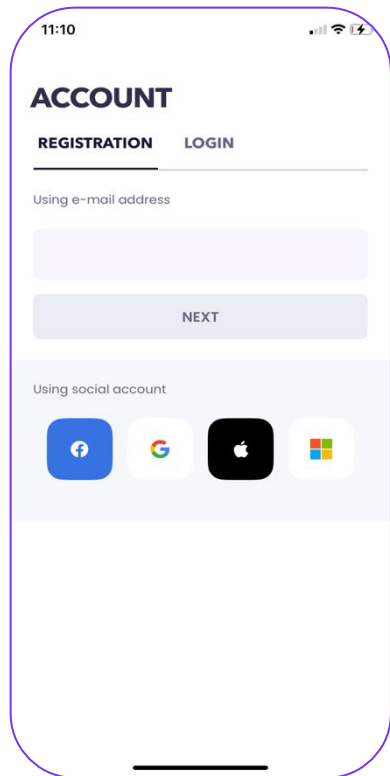 11:10
ACCOUNT
REGISTRATION LOGIN
Using e-mail address
NEXT
Using social account